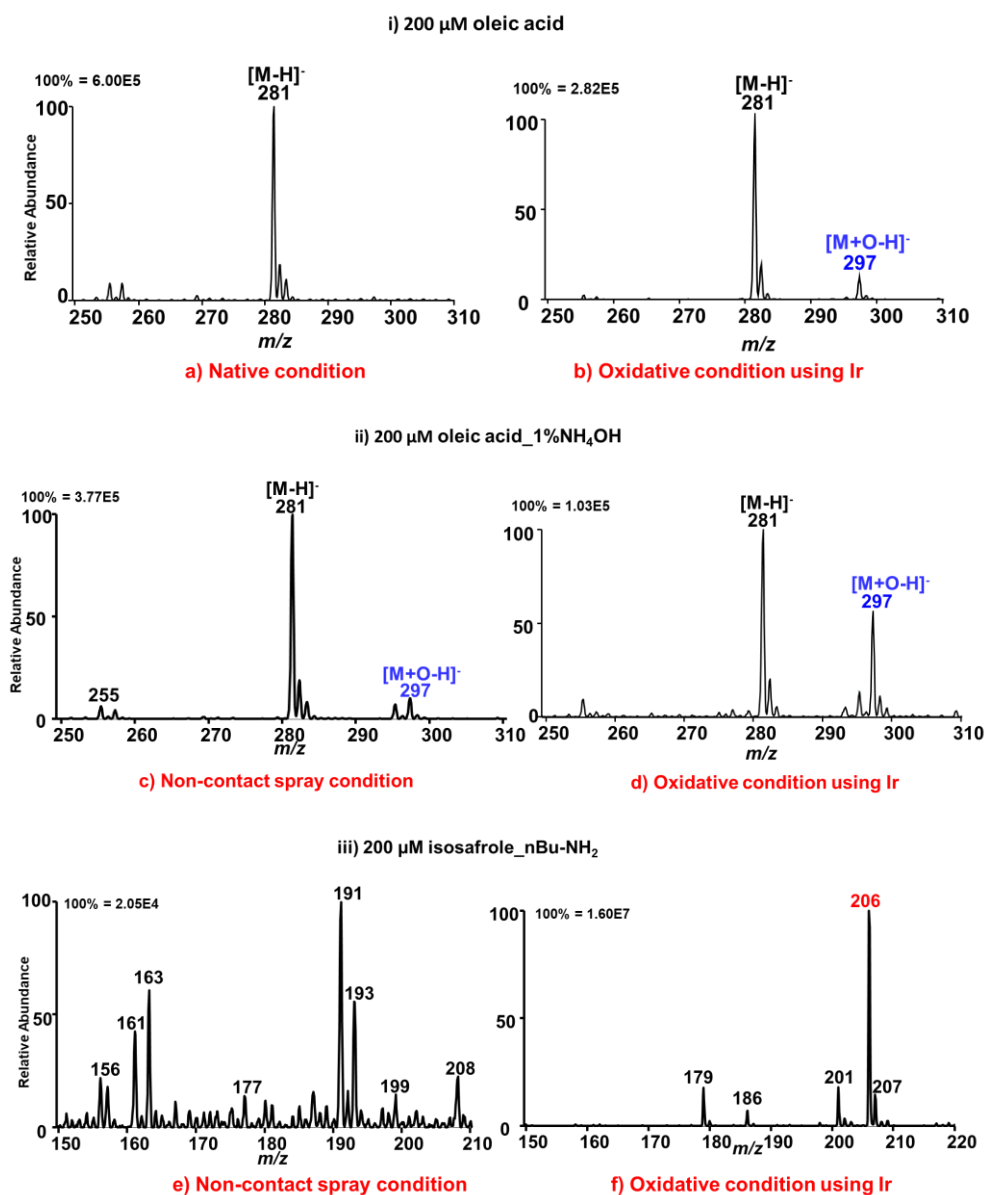 i) 200 µM oleic acid
100% = 6.00E5
[M-H]-
281
100
50
0
Relative Abundance
250 260 270 280 290 300 310
m/z
a) Native condition
100% = 2.82E5
[M-H]-
281
[M+O-H]-
297
100
50
0
250 260 270 280 290 300 310
m/z
b) Oxidative condition using Ir
ii) 200 µM oleic acid_1%NH4OH
100% = 3.77E5
[M-H]-
281
[M+O-H]-
297
255
100
50
0
Relative Abundance
250 260 270 280 290 300 310
m/z
c) Non-contact spray condition
100% = 1.03E5
[M-H]-
281
[M+O-H]-
297
100
50
0
250 260 270 280 290 300 310
m/z
d) Oxidative condition using Ir
iii) 200 µM isosafrole_nBu-NH2
100% = 2.05E4
191
163
193
161
156
177
199
208
100
50
0
Relative Abundance
150 160 170 180 190 200 210
m/z
e) Non-contact spray condition
100% = 1.60E7
206
179
186
201
207
100
50
0
150 160 170 180 190 200 210 220
m/z
f) Oxidative condition using Ir